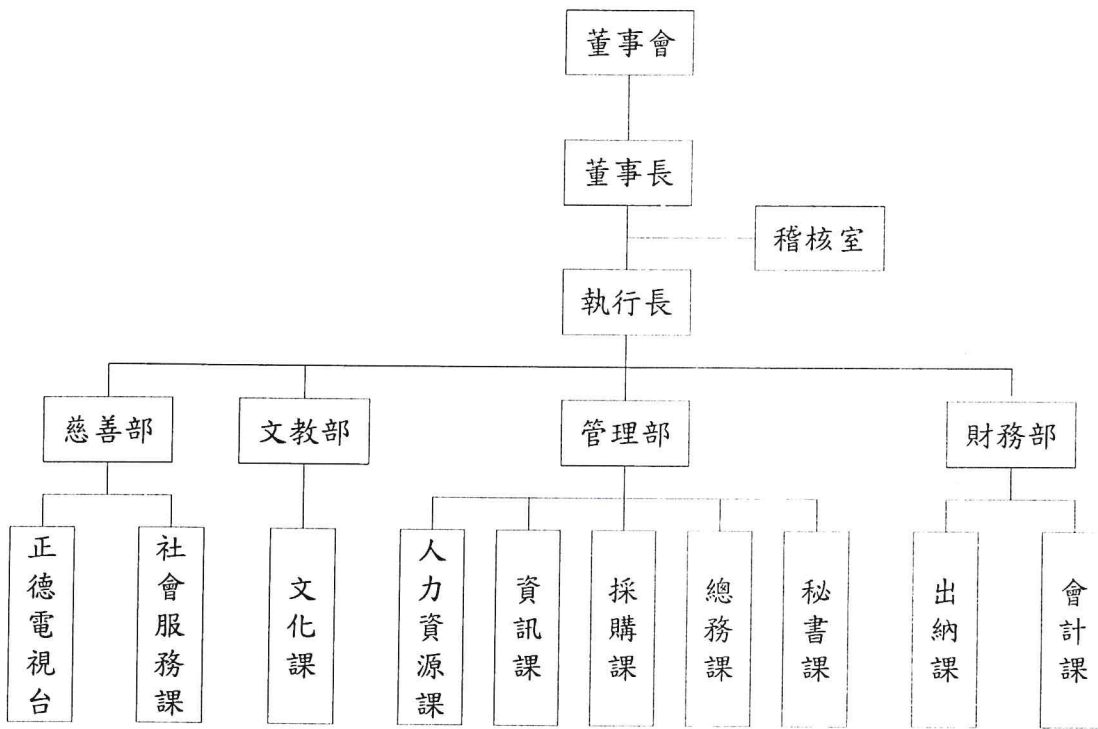 董事會
董事長
稽核室
執行長
慈善部
文教部
管理部
財務部
正德電視台
社會服務課
文化課
人力資源課
資訊課
採購課
總務課
秘書課
出納課
會計課